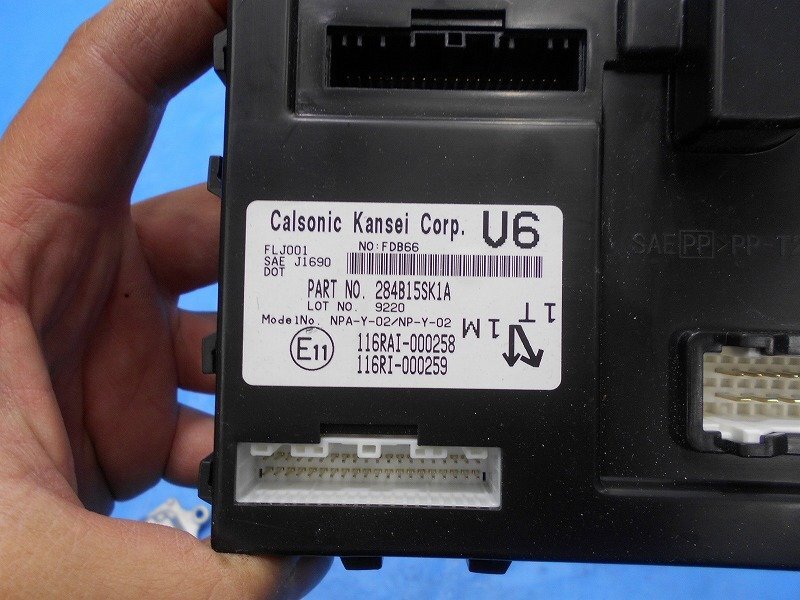 Calsonic Kansei Corp. V6
FLJ001 NO:FDB66
SAE J1690
DOT
PART NO. 284B15SK1A
LOT NO. 9220
ModelNo. NPA-Y-02/NP-Y-02
E11 116RAI-000258
116RI-000259
1M
1T
SAE PP PP-T